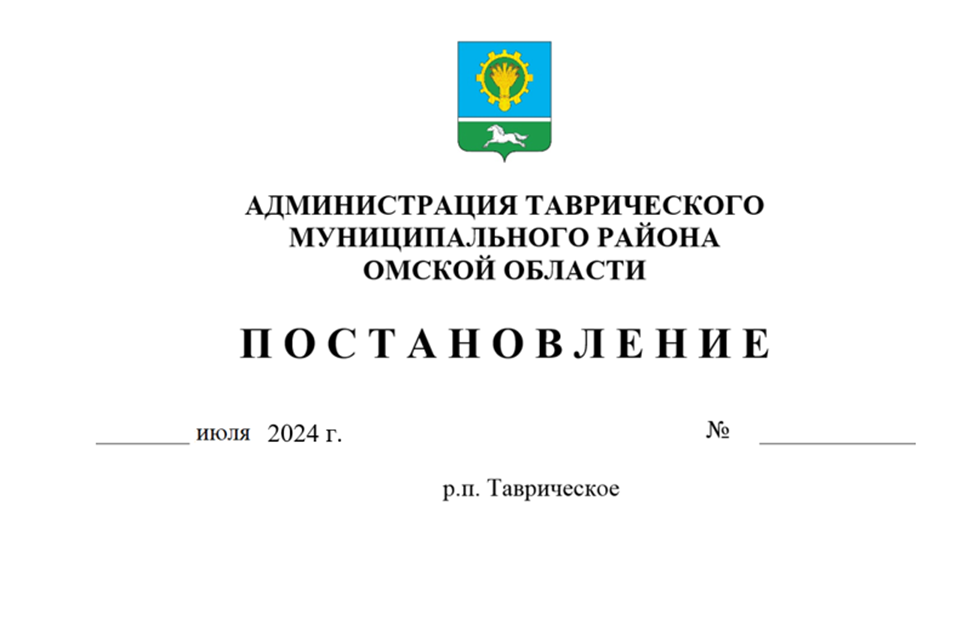 АДМИНИСТРАЦИЯ ТАВРИЧЕСКОГО
МУНИЦИПАЛЬНОГО РАЙОНА
ОМСКОЙ ОБЛАСТИ
П О С Т А Н О В Л Е Н И Е
________ июля 2024 г. № _____________
р.п. Таврическое